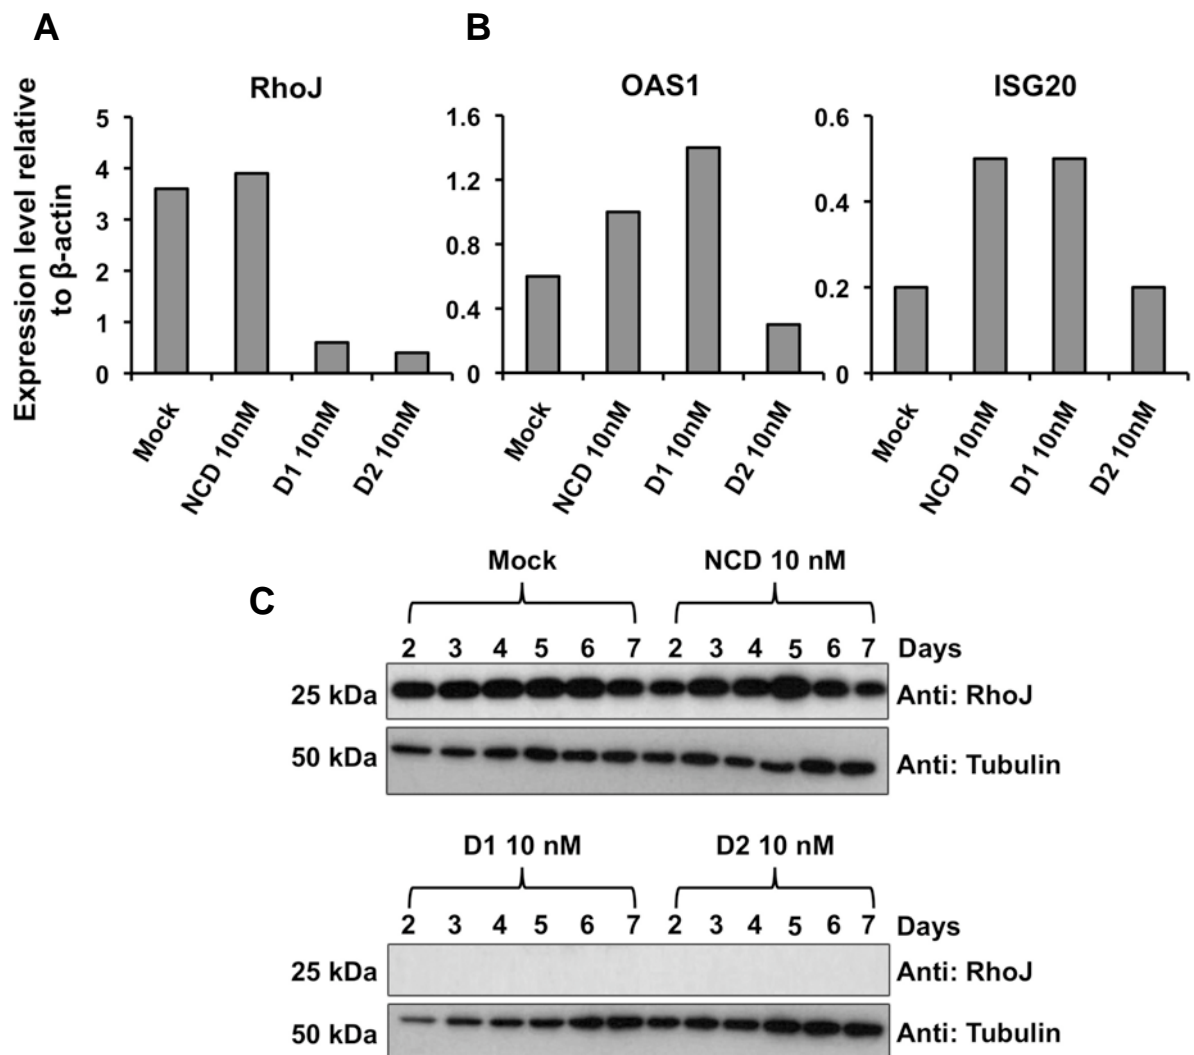 A
B
Expression level relative
to β-actin
RhoJ
5
4
3
2
1
0
Mock
NCD 10nM
D1 10nM
D2 10nM
OAS1
1.6
1.2
0.8
0.4
0
Mock
NCD 10nM
D1 10nM
D2 10nM
ISG20
0.6
0.4
0.2
0
Mock
NCD 10nM
D1 10nM
D2 10nM
C
Mock NCD 10 nM
2 3 4 5 6 7 2 3 4 5 6 7 Days
25 kDa Anti: RhoJ
50 kDa Anti: Tubulin
D1 10 nM D2 10 nM
2 3 4 5 6 7 2 3 4 5 6 7 Days
25 kDa Anti: RhoJ
50 kDa Anti: Tubulin